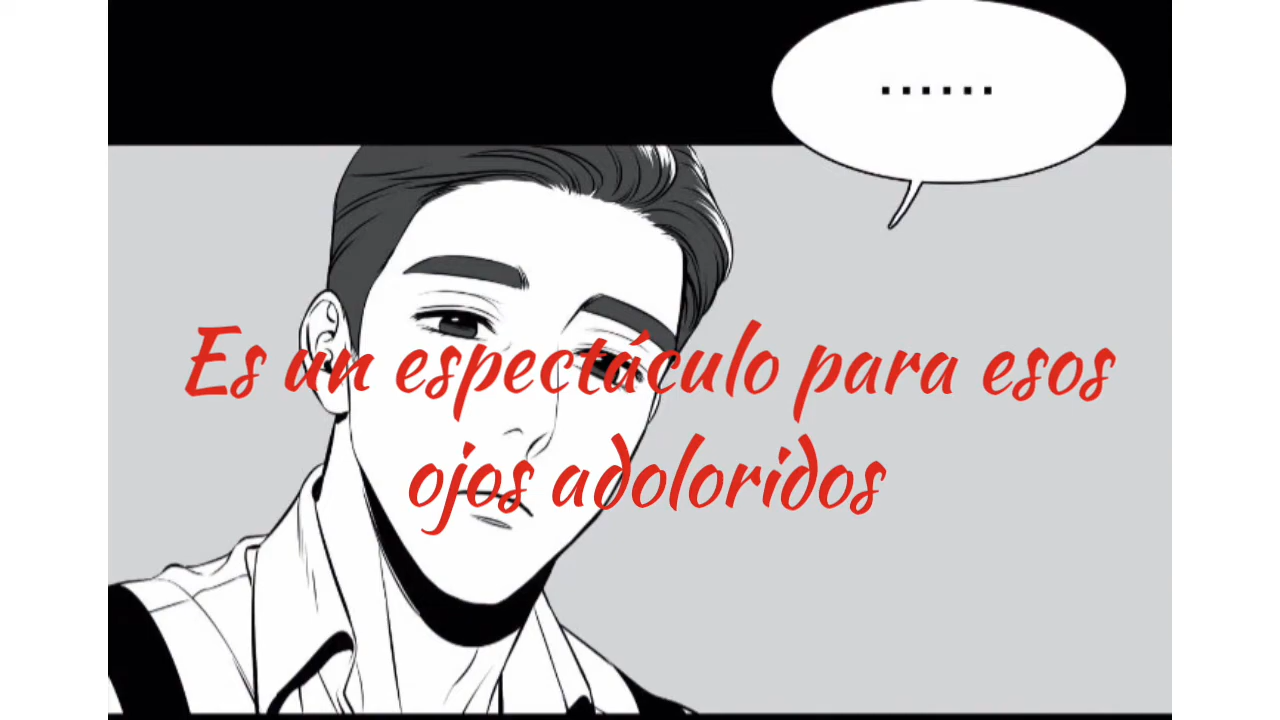 ......
Es un espectáculo para esos
ojos adoloridos